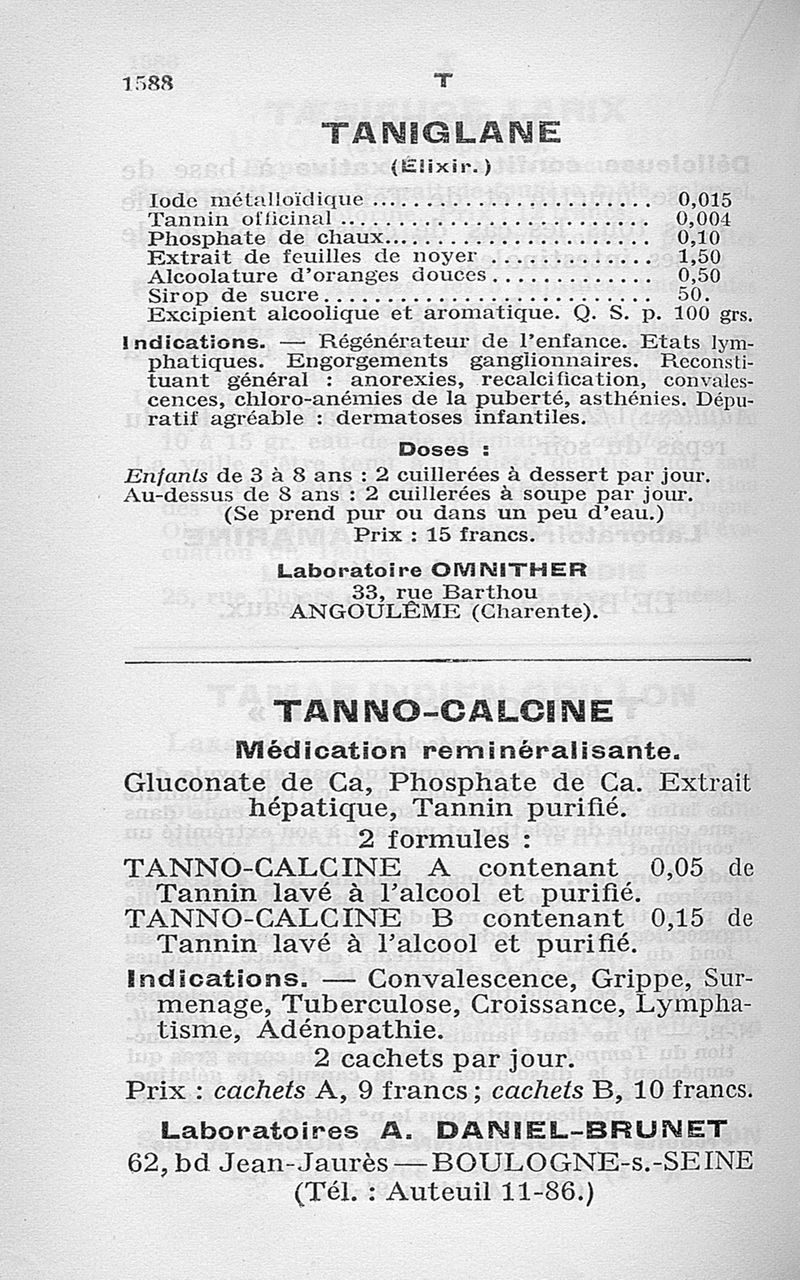 1588
T
TANIGLANE
(Élixir.)
Iode métalloïdique ........................ 0,015
Tannin officinal ........................... 0,004
Phosphate de chaux........................ 0,10
Extrait de feuilles de noyer .............. 1,50
Alcoolature d'oranges douces.............. 0,50
Sirop de sucre............................ 50.
Excipient alcoolique et aromatique. Q. S. p. 100 grs.
Indications. — Régénérateur de l'enfance. Etats lym-
phatiques. Engorgements ganglionnaires. Reconsti-
tuant général : anorexies, recalcification, convales-
cences, chloro-anémies de la puberté, asthénies. Dépu-
ratif agréable : dermatoses infantiles.
Doses :
Enfants de 3 à 8 ans : 2 cuillerées à dessert par jour.
Au-dessus de 8 ans : 2 cuillerées à soupe par jour.
(Se prend pur ou dans un peu d'eau.)
Prix : 15 francs.
Laboratoire OMNITHER
33, rue Barthou
ANGOULÊME (Charente).
TANNO-CALCINE
Médication reminéralisante.
Gluconate de Ca, Phosphate de Ca. Extrait
hépatique, Tannin purifié.
2 formules :
TANNO-CALCINE A contenant 0,05 de
Tannin lavé à l'alcool et purifié.
TANNO-CALCINE B contenant 0,15 de
Tannin lavé à l'alcool et purifié.
Indications. — Convalescence, Grippe, Sur-
menage, Tuberculose, Croissance, Lympha-
tisme, Adénopathie.
2 cachets par jour.
Prix : cachets A, 9 francs ; cachets B, 10 francs.
Laboratoires A. DANIEL-BRUNET
62, bd Jean-Jaurès — BOULOGNE-s.-SEINE
(Tél. : Auteuil 11-86.)